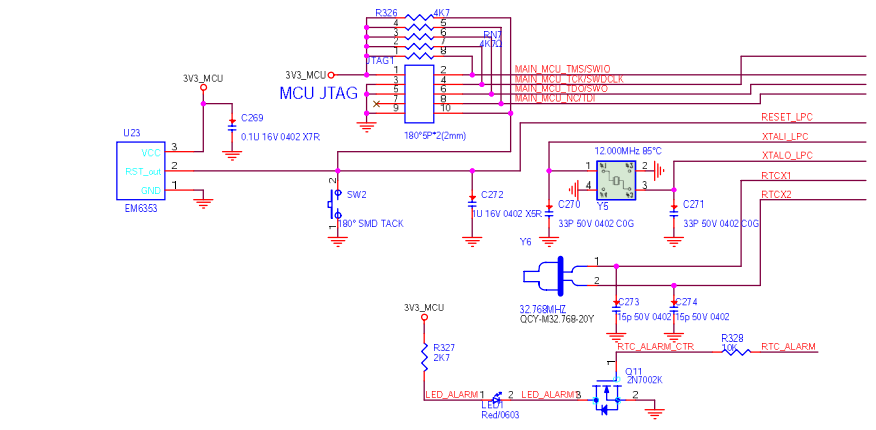 R326 4K7
4 5
3 6
2 7
1 8
RN7
4K7Ω
JTAG1
3V3_MCU
1 2
3 4
5 6
7 8
9 10
MCU JTAG
180°5P*2(2mm)
MAIN_MCU_TMS/SWIO
MAIN_MCU_TCK/SWDCLK
MAIN_MCU_TDO/SWO
MAIN_MCU_NC/TDI
3V3_MCU
C269
0.1U 16V 0402 X7R
U23
VCC 3
RST_out 2
GND 1
EM6353
2
SW2
1
180° SMD TACK
C272
1U 16V 0402 X5R
RESET_LPC
XTALI_LPC
XTALO_LPC
RTCX1
RTCX2
12.000MHz 85°C
1 2
4 3
Y5
C270
33P 50V 0402 C0G
C271
33P 50V 0402 C0G
Y6
1
2
32.768MHZ
QCY-M32.768-20Y
C273
15p 50V 0402
C274
15p 50V 0402
3V3_MCU
R327
2K7
LED_ALARM 1 2 LED_ALARM1 3
LED1
Red/0603
RTC_ALARM_CTR
R328
10K
RTC_ALARM
1
Q11
2N7002K
2